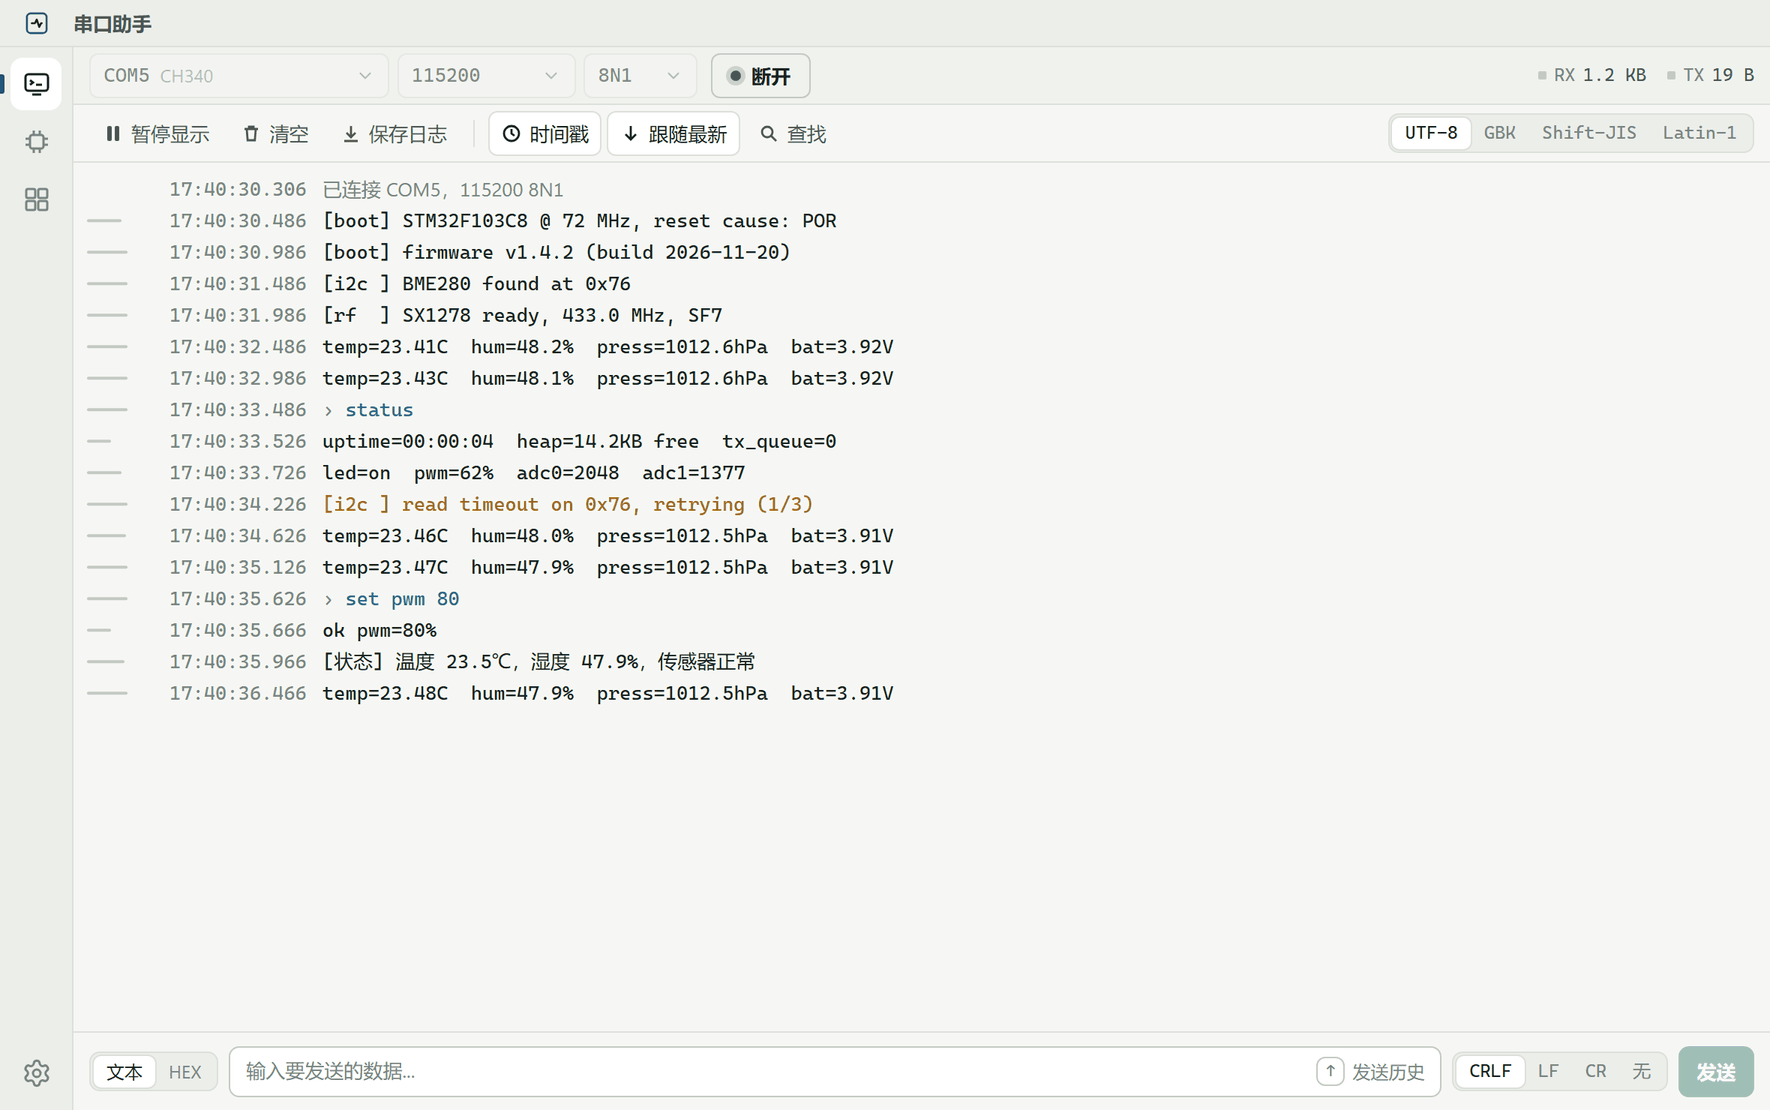 串口助手
COM5 CH340 115200 8N1 断开 RX 1.2 KB TX 19 B
暂停显示 清空 保存日志 时间戳 跟随最新 查找 UTF-8 GBK Shift-JIS Latin-1
17:40:30.306 已连接 COM5，115200 8N1
17:40:30.486 [boot] STM32F103C8 @ 72 MHz, reset cause: POR
17:40:30.986 [boot] firmware v1.4.2 (build 2026-11-20)
17:40:31.486 [i2c ] BME280 found at 0x76
17:40:31.986 [rf  ] SX1278 ready, 433.0 MHz, SF7
17:40:32.486 temp=23.41C  hum=48.2%  press=1012.6hPa  bat=3.92V
17:40:32.986 temp=23.43C  hum=48.1%  press=1012.6hPa  bat=3.92V
17:40:33.486 › status
17:40:33.526 uptime=00:00:04  heap=14.2KB free  tx_queue=0
17:40:33.726 led=on  pwm=62%  adc0=2048  adc1=1377
17:40:34.226 [i2c ] read timeout on 0x76, retrying (1/3)
17:40:34.626 temp=23.46C  hum=48.0%  press=1012.5hPa  bat=3.91V
17:40:35.126 temp=23.47C  hum=47.9%  press=1012.5hPa  bat=3.91V
17:40:35.626 › set pwm 80
17:40:35.666 ok pwm=80%
17:40:35.966 [状态] 温度 23.5℃，湿度 47.9%，传感器正常
17:40:36.466 temp=23.48C  hum=47.9%  press=1012.5hPa  bat=3.91V
文本 HEX 输入要发送的数据... ↑ 发送历史 CRLF LF CR 无 发送